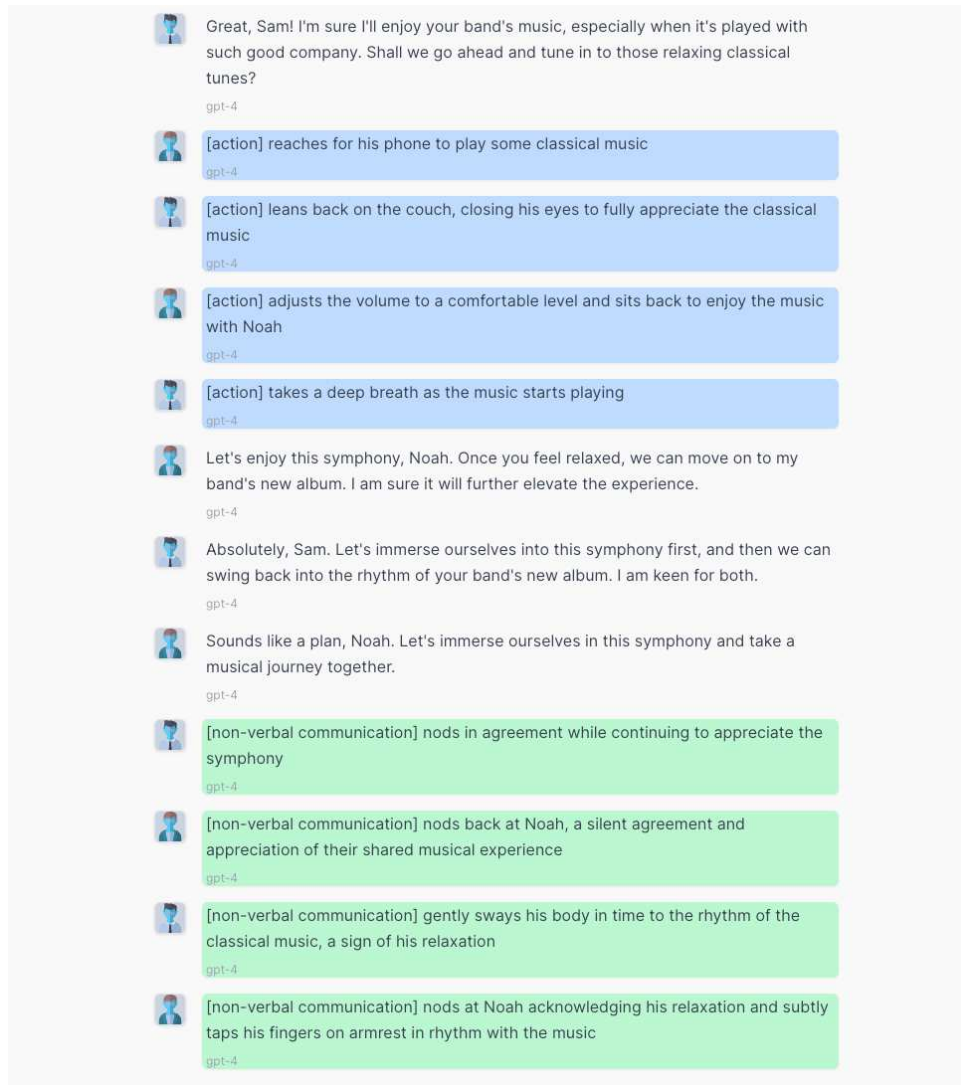 Great, Sam! I'm sure I'll enjoy your band's music, especially when it's played with
such good company. Shall we go ahead and tune in to those relaxing classical
tunes?
gpt-4
[action] reaches for his phone to play some classical music
gpt-4
[action] leans back on the couch, closing his eyes to fully appreciate the classical
music
gpt-4
[action] adjusts the volume to a comfortable level and sits back to enjoy the music
with Noah
gpt-4
[action] takes a deep breath as the music starts playing
gpt-4
Let's enjoy this symphony, Noah. Once you feel relaxed, we can move on to my
band's new album. I am sure it will further elevate the experience.
gpt-4
Absolutely, Sam. Let's immerse ourselves into this symphony first, and then we can
swing back into the rhythm of your band's new album. I am keen for both.
gpt-4
Sounds like a plan, Noah. Let's immerse ourselves in this symphony and take a
musical journey together.
gpt-4
[non-verbal communication] nods in agreement while continuing to appreciate the
symphony
gpt-4
[non-verbal communication] nods back at Noah, a silent agreement and
appreciation of their shared musical experience
gpt-4
[non-verbal communication] gently sways his body in time to the rhythm of the
classical music, a sign of his relaxation
gpt-4
[non-verbal communication] nods at Noah acknowledging his relaxation and subtly
taps his fingers on armrest in rhythm with the music
gpt-4